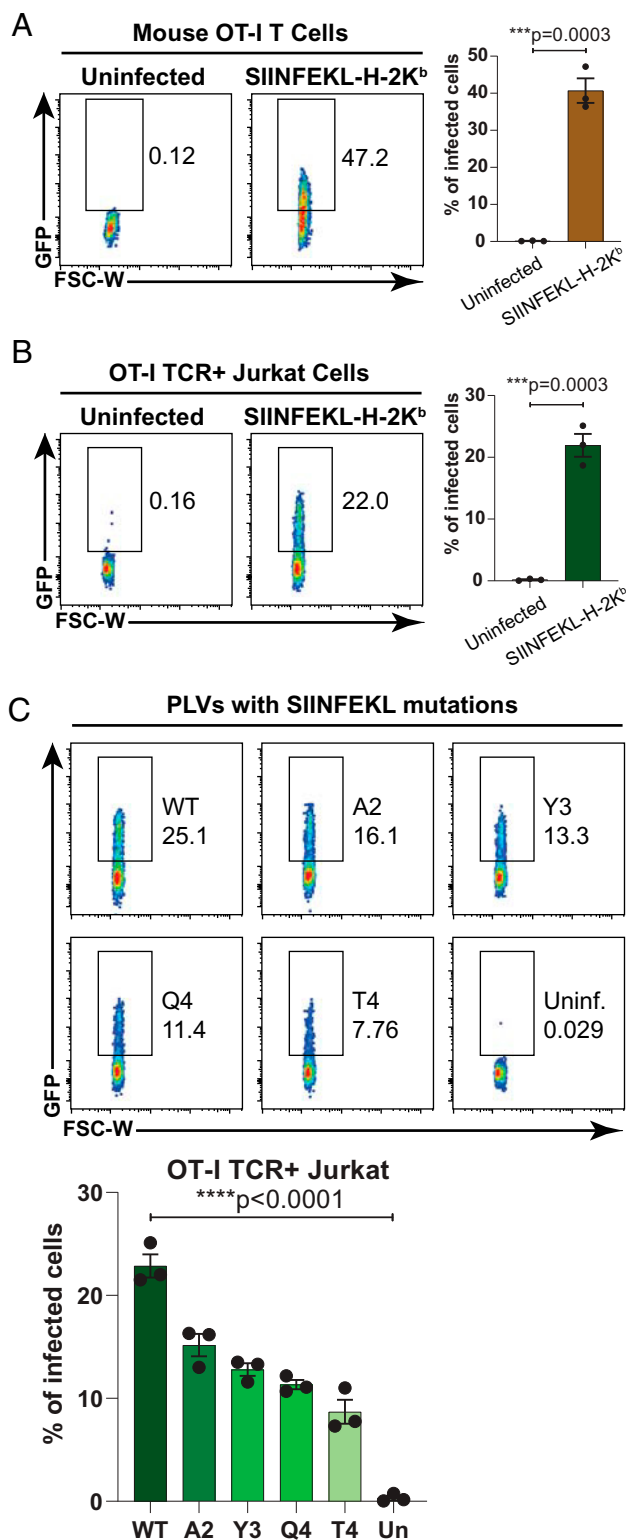 A
Mouse OT-I T Cells
Uninfected
SIINFEKL-H-2Kᵇ
0.12
47.2
GFP
FSC-W
***p=0.0003
% of infected cells
50
40
30
20
10
0
Uninfected
SIINFEKL-H-2Kᵇ
B
OT-I TCR+ Jurkat Cells
Uninfected
SIINFEKL-H-2Kᵇ
0.16
22.0
GFP
FSC-W
***p=0.0003
% of infected cells
30
20
10
0
Uninfected
SIINFEKL-H-2Kᵇ
C
PLVs with SIINFEKL mutations
WT
25.1
A2
16.1
Y3
13.3
Q4
11.4
T4
7.76
Uninf.
0.029
GFP
FSC-W
OT-I TCR+ Jurkat
****p<0.0001
% of infected cells
30
20
10
0
WT A2 Y3 Q4 T4 Un